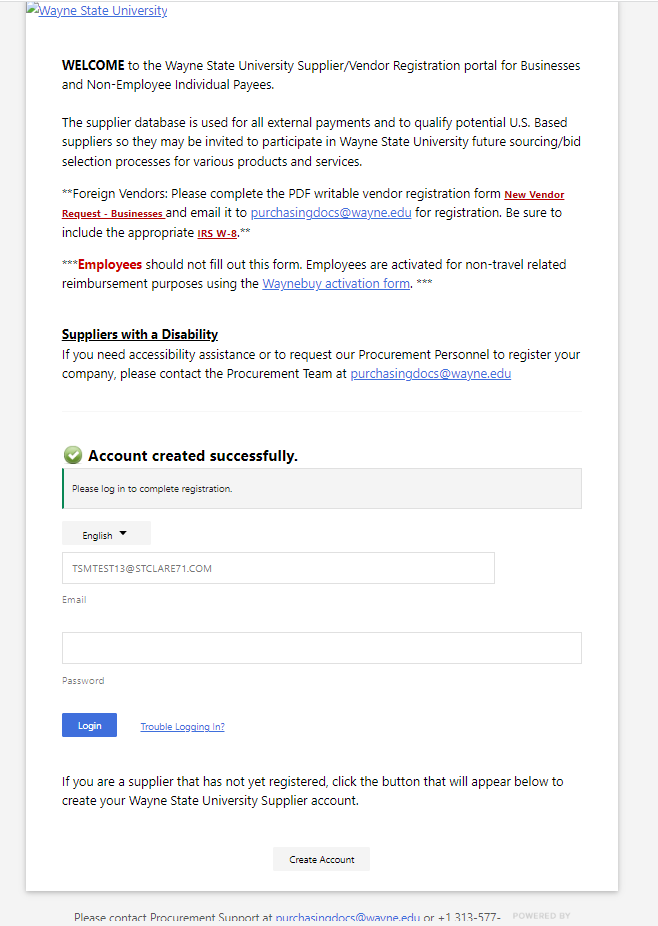 Wayne State University
WELCOME to the Wayne State University Supplier/Vendor Registration portal for Businesses
and Non-Employee Individual Payees.
The supplier database is used for all external payments and to qualify potential U.S. Based
suppliers so they may be invited to participate in Wayne State University future sourcing/bid
selection processes for various products and services.
**Foreign Vendors: Please complete the PDF writable vendor registration form New Vendor
Request - Businesses and email it to purchasingdocs@wayne.edu for registration. Be sure to
include the appropriate IRS W-8.**
***Employees should not fill out this form. Employees are activated for non-travel related
reimbursement purposes using the Waynebuy activation form. ***
Suppliers with a Disability
If you need accessibility assistance or to request our Procurement Personnel to register your
company, please contact the Procurement Team at purchasingdocs@wayne.edu
Account created successfully.
Please log in to complete registration.
English
TSMTEST13@STCLARE71.COM
Email
Password
Login Trouble Logging In?
If you are a supplier that has not yet registered, click the button that will appear below to
create your Wayne State University Supplier account.
Create Account
Please contact Procurement Support at purchasingdocs@wayne.edu or +1 313-577- POWERED BY